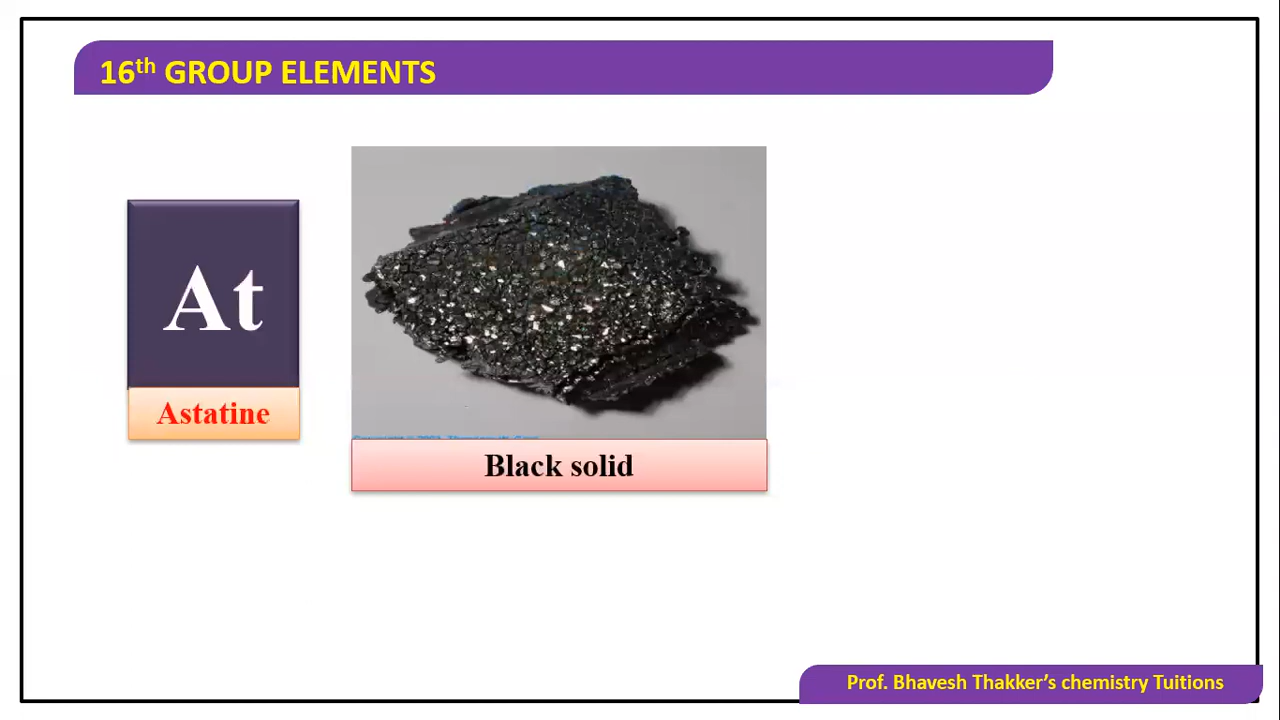 16th GROUP ELEMENTS
At
Astatine
Black solid
Prof. Bhavesh Thakker's chemistry Tuitions